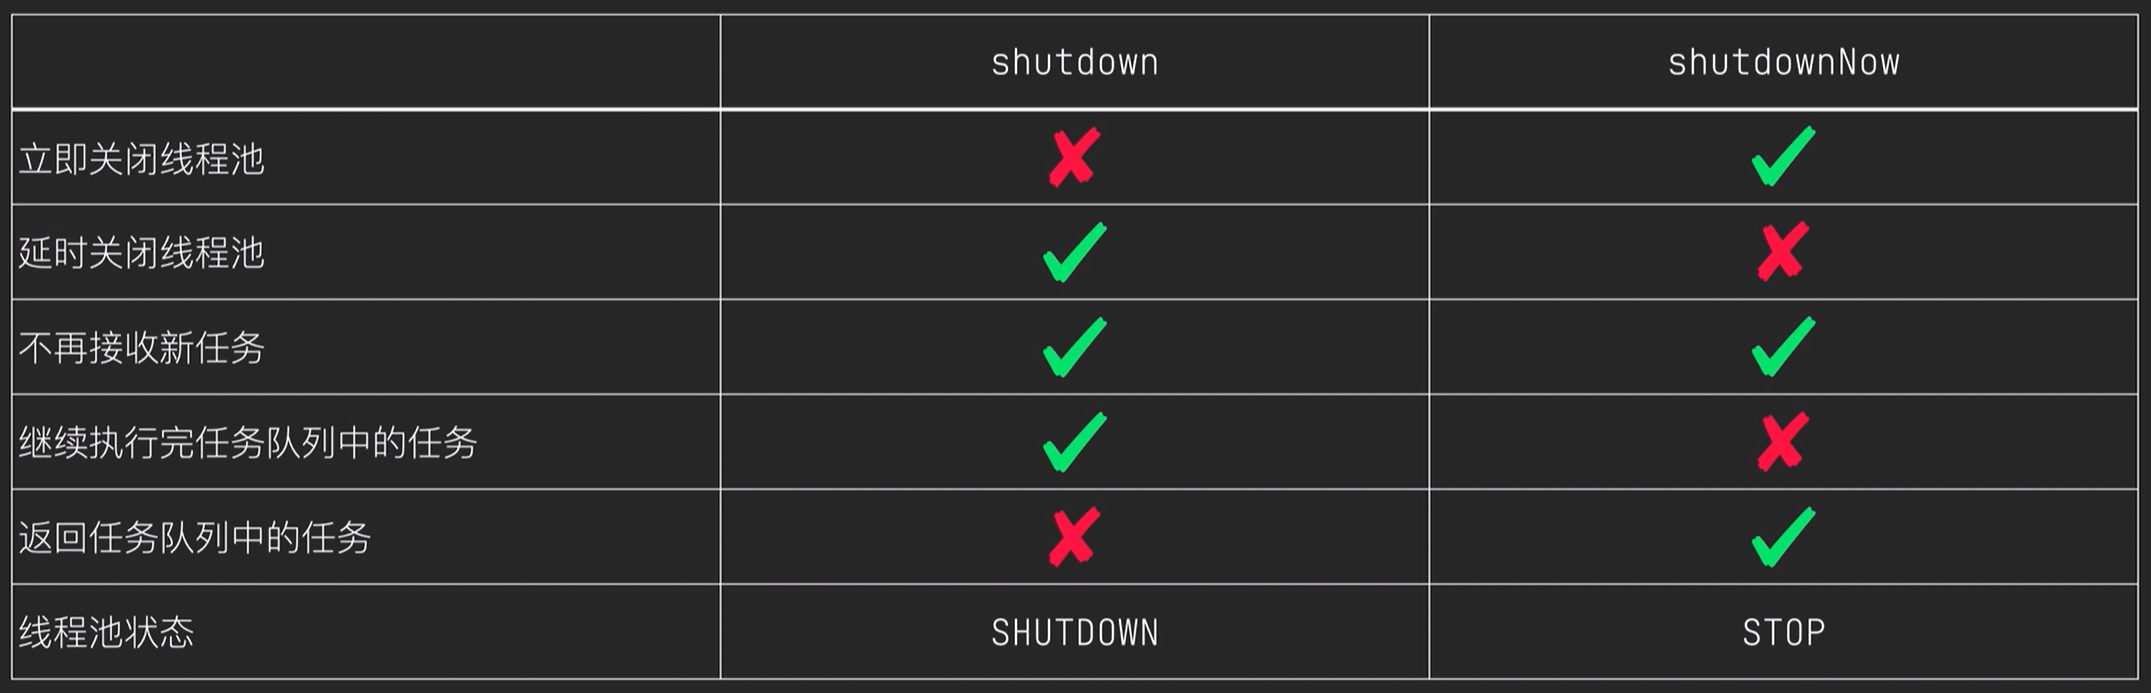 shutdown shutdownNow
立即关闭线程池 ✘ ✔
延时关闭线程池 ✔ ✘
不再接收新任务 ✔ ✔
继续执行完任务队列中的任务 ✔ ✘
返回任务队列中的任务 ✘ ✔
线程池状态 SHUTDOWN STOP